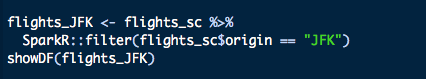 flights_JFK <- flights_sc %>%
  SparkR::filter(flights_sc$origin == "JFK")
showDF(flights_JFK)